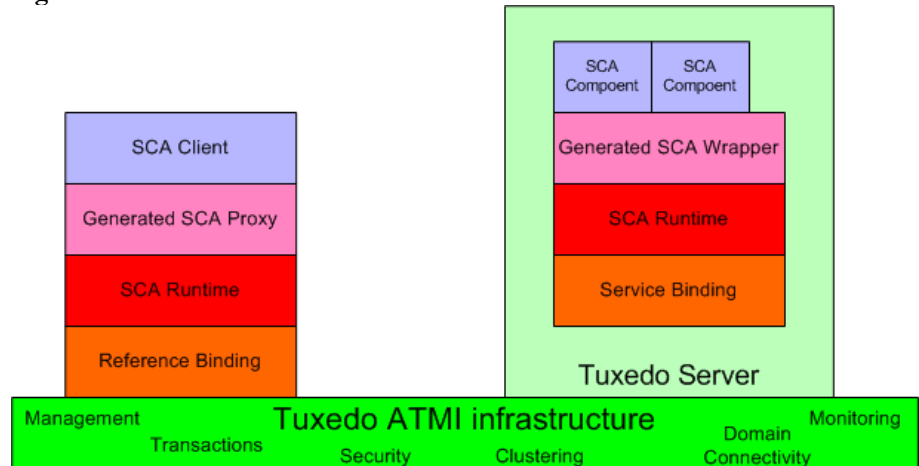 SCA
Compoent
SCA
Compoent
SCA Client
Generated SCA Proxy
SCA Runtime
Reference Binding
Generated SCA Wrapper
SCA Runtime
Service Binding
Tuxedo Server
Management
Tuxedo ATMI infrastructure
Monitoring
Transactions
Security
Clustering
Domain
Connectivity